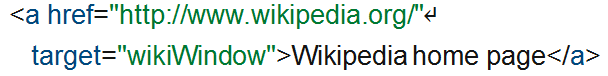 <a href="http://www.wikipedia.org/"↵
target="wikiWindow">Wikipedia home page</a>